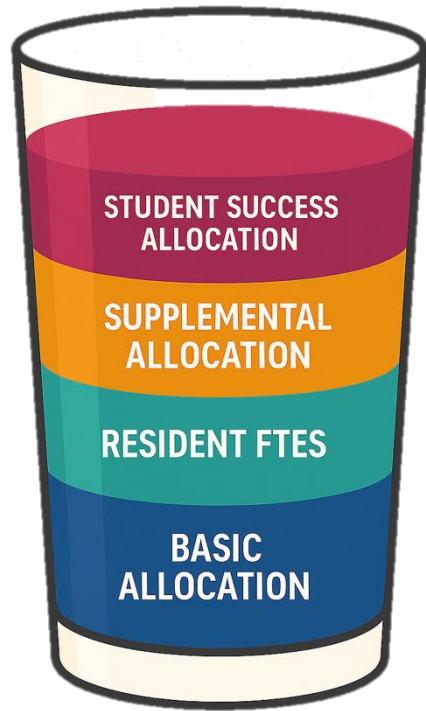 STUDENT SUCCESS
ALLOCATION
SUPPLEMENTAL
ALLOCATION
RESIDENT FTES
BASIC
ALLOCATION